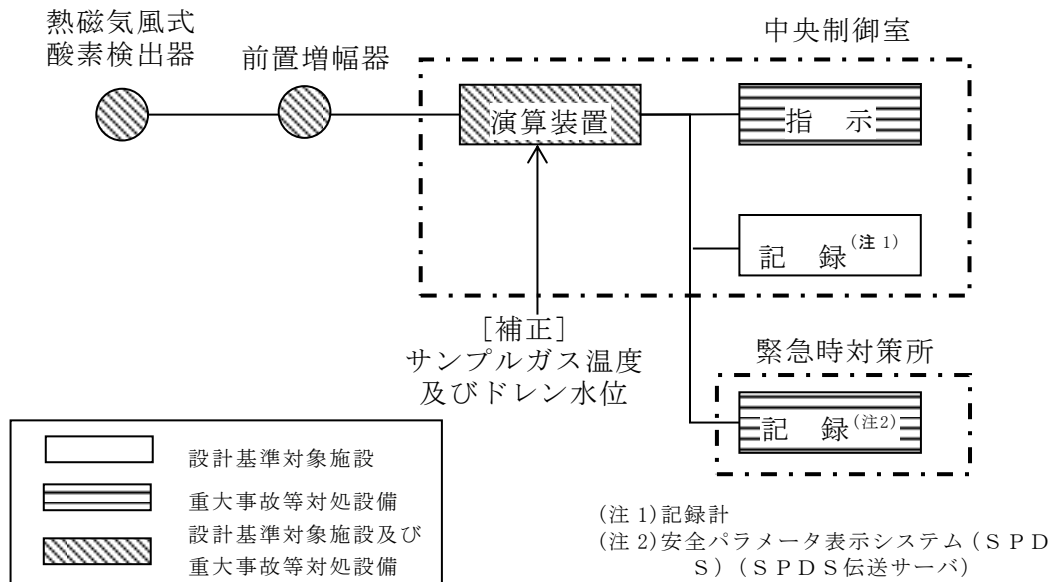 熱磁気風式
酸素検出器
前置増幅器
中央制御室
演算装置
指　示
記　録(注1)
[補正]
サンプルガス温度
及びドレン水位
緊急時対策所
記　録(注2)
設計基準対象施設
重大事故等対処設備
設計基準対象施設及び
重大事故等対処設備
(注1)記録計
(注2)安全パラメータ表示システム(ＳＰＤ
Ｓ)(ＳＰＤＳ伝送サーバ)